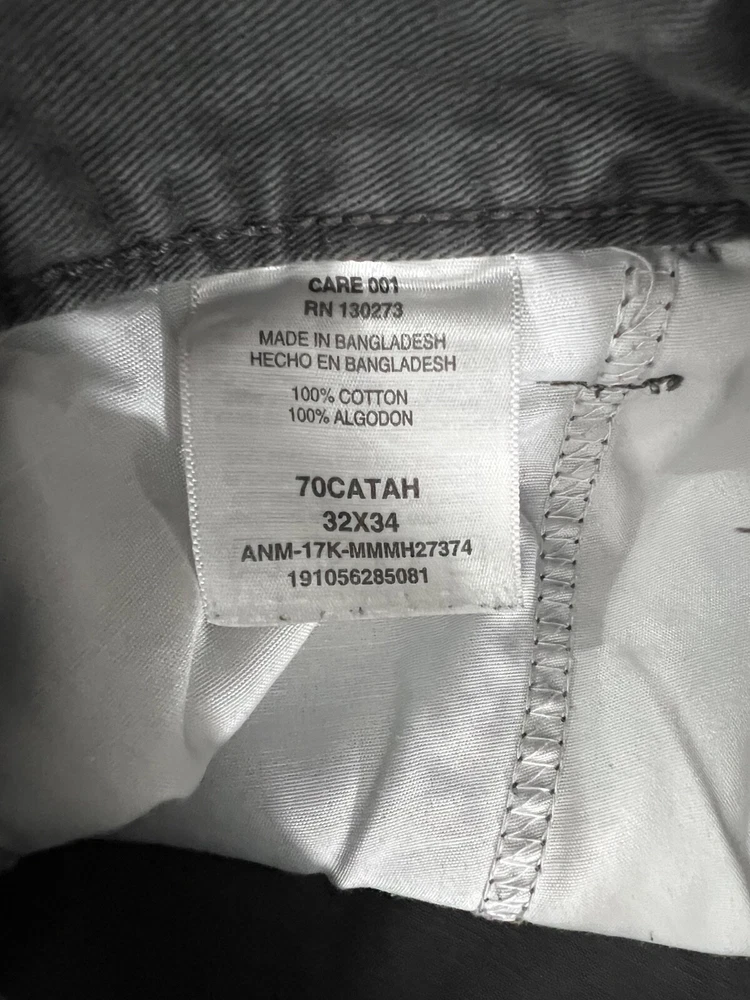 CARE 001
RN 130273
MADE IN BANGLADESH
HECHO EN BANGLADESH
100% COTTON
100% ALGODON
70CATAH
32X34
ANM-17K-MMMH27374
191056285081